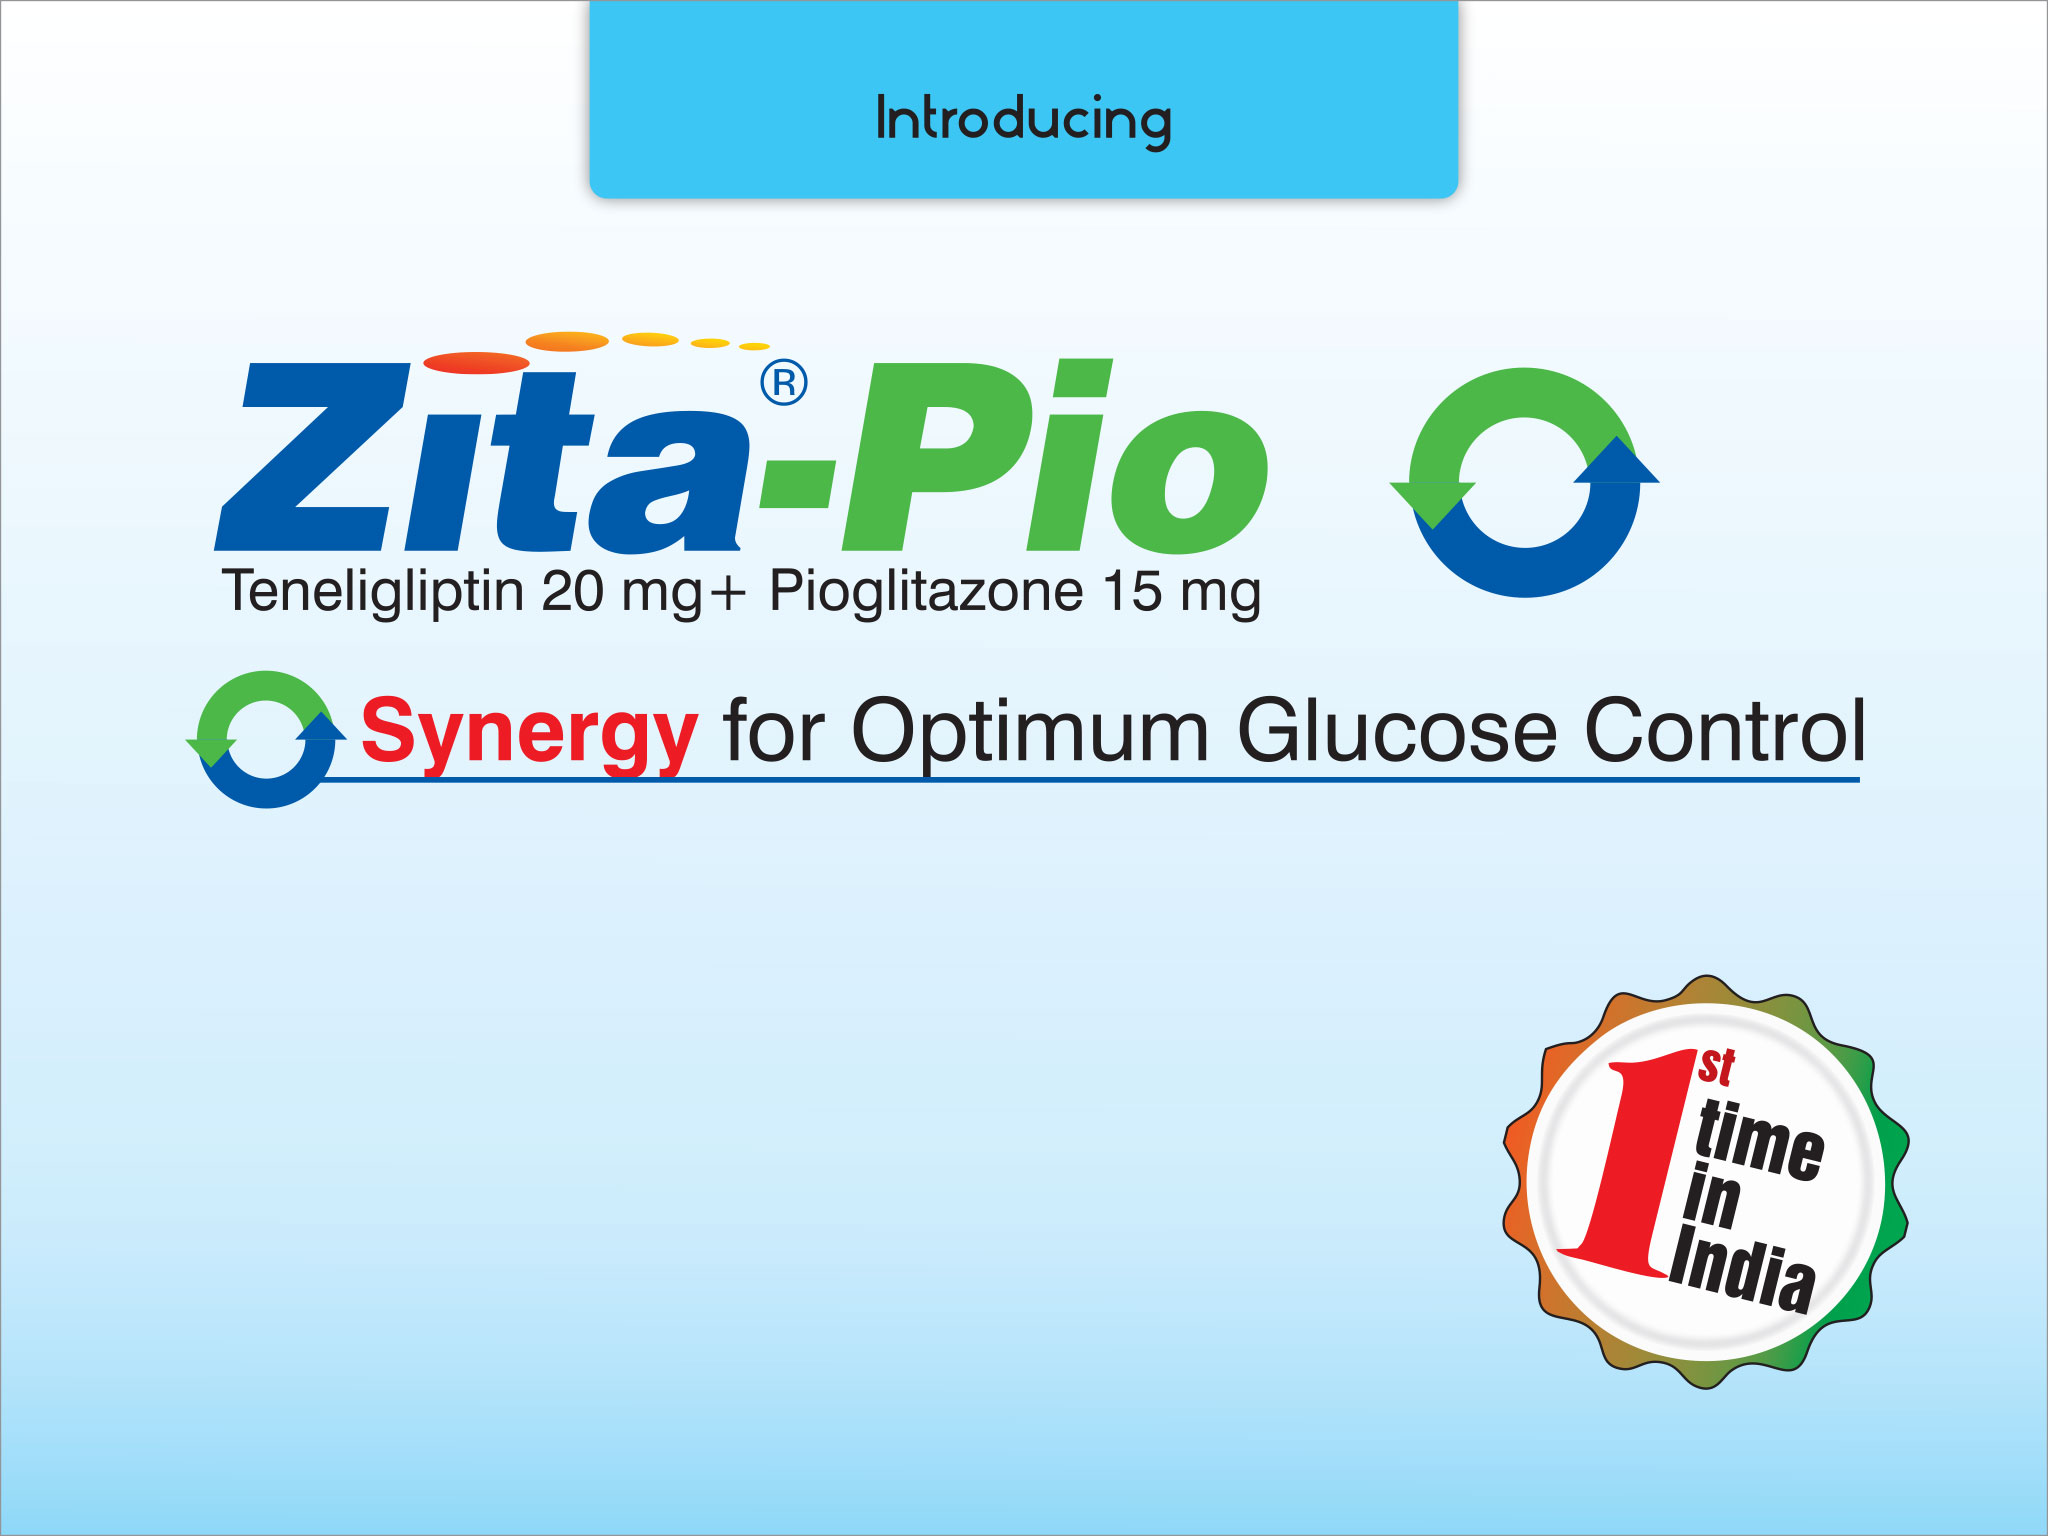 Introducing
Zita®-Pio
Teneligliptin 20 mg+ Pioglitazone 15 mg
Synergy for Optimum Glucose Control
1st
time
in
India